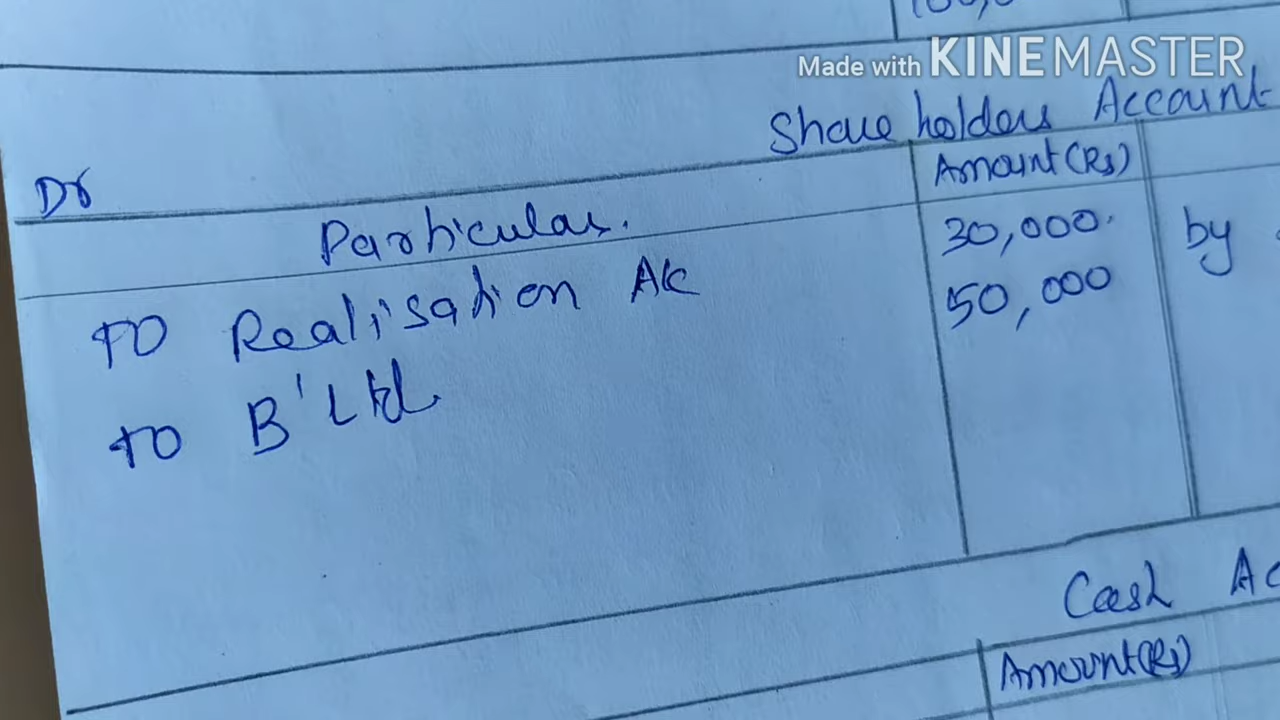 Made with KINEMASTER
Share holders Account
Dr
Particulars. Amount(Rs)
To Realisation A/c 30,000. by
To B'Ltd. 50,000
Cash Ac
Amount(Rs)